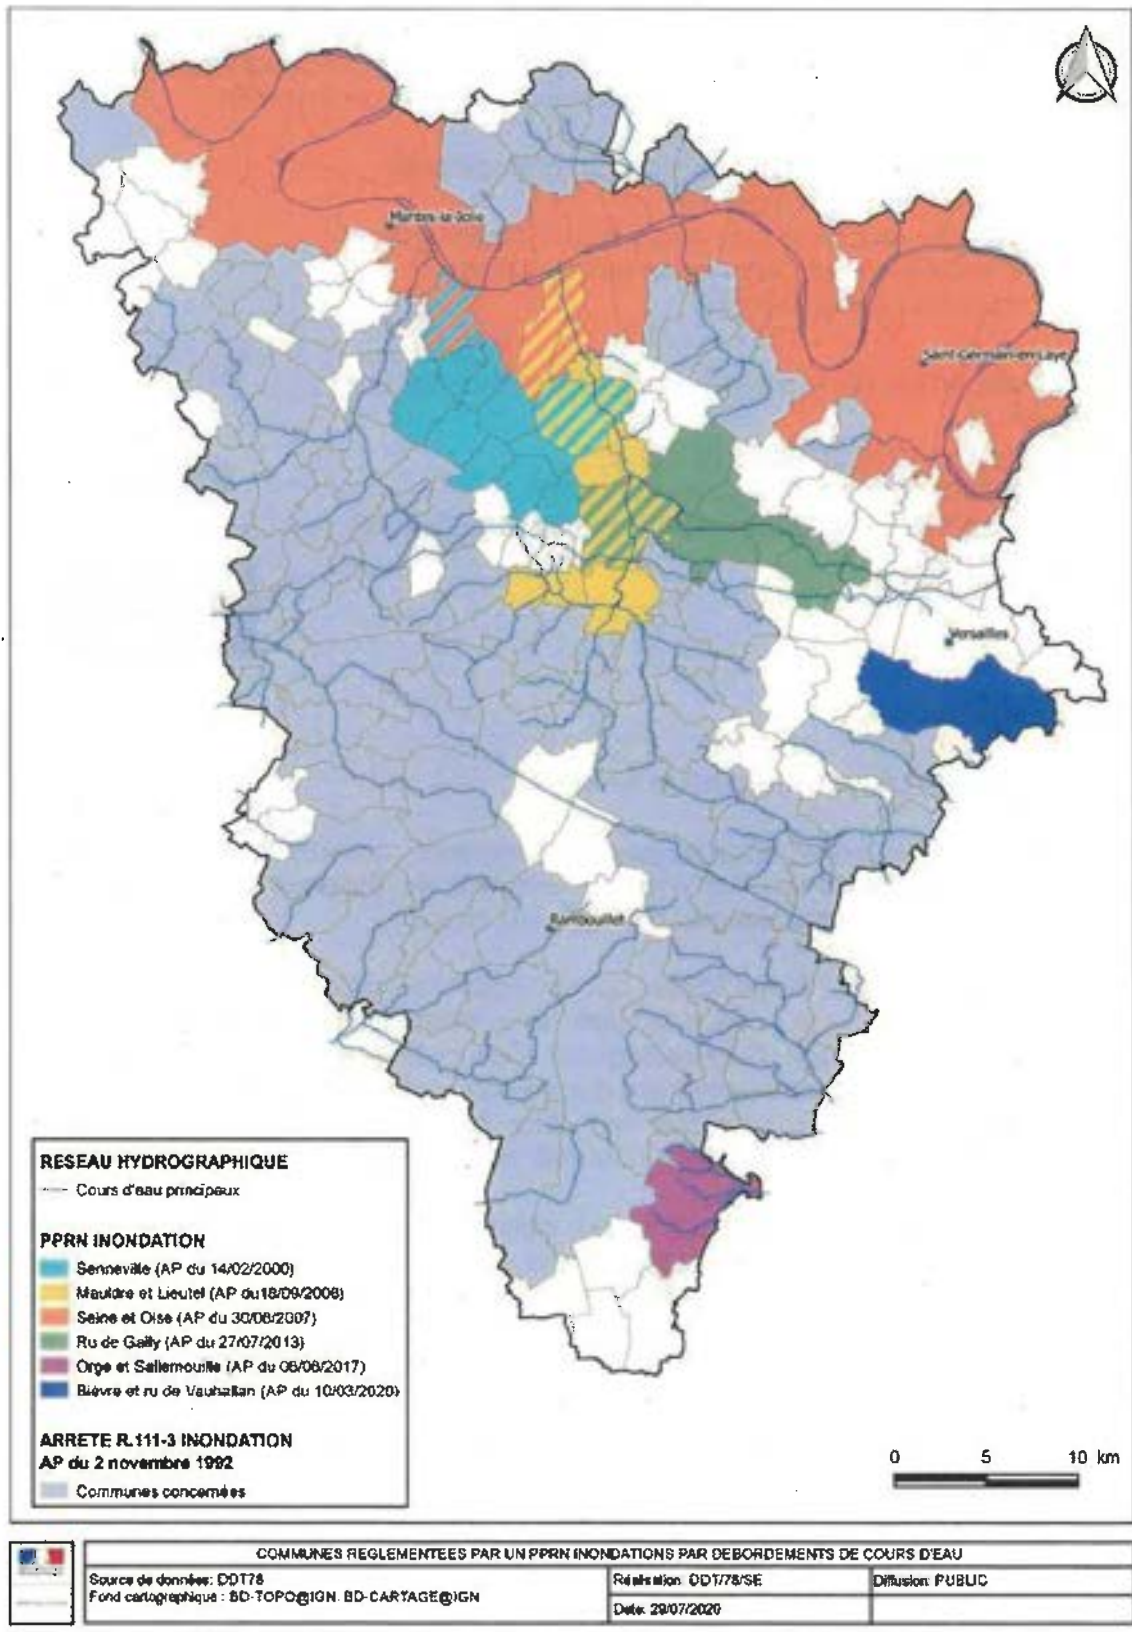 Mantes-la-Jolie
Saint-Germain-en-Laye
Versailles
Rambouillet
RESEAU HYDROGRAPHIQUE
Cours d'eau principaux
PPRN INONDATION
Senneville (AP du 14/02/2000)
Mauldre et Lieutel (AP du18/09/2006)
Seine et Oise (AP du 30/06/2007)
Ru de Gally (AP du 27/07/2013)
Orge et Sallemouille (AP du 06/06/2017)
Bièvre et ru de Vauhallan (AP du 10/03/2020)
ARRETE R.111-3 INONDATION
AP du 2 novembre 1992
Communes concernées
0 5 10 km
COMMUNES REGLEMENTEES PAR UN PPRN INONDATIONS PAR DEBORDEMENTS DE COURS D'EAU
Source de données: DDT78
Réalisation: DDT/78/SE
Diffusion: PUBLIC
Fond cartographique : BD-TOPO@IGN. BD-CARTAGE@IGN
Date: 29/07/2020